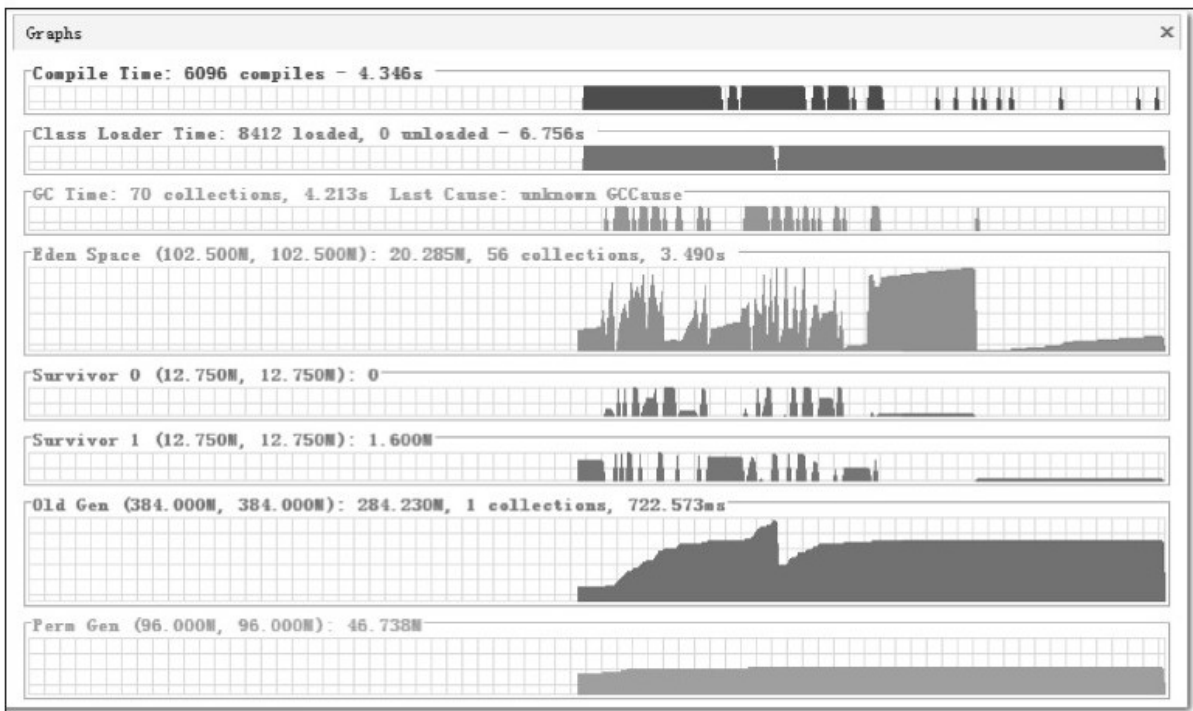 Graphs
Compile Time: 6096 compiles - 4.346s
Class Loader Time: 8412 loaded, 0 unloaded - 6.756s
GC Time: 70 collections, 4.213s Last Cause: unknown GCCause
Eden Space (102.500M, 102.500M): 20.285M, 56 collections, 3.490s
Survivor 0 (12.750M, 12.750M): 0
Survivor 1 (12.750M, 12.750M): 1.600M
Old Gen (384.000M, 384.000M): 284.230M, 1 collections, 722.573ms
Perm Gen (96.000M, 96.000M): 46.738M